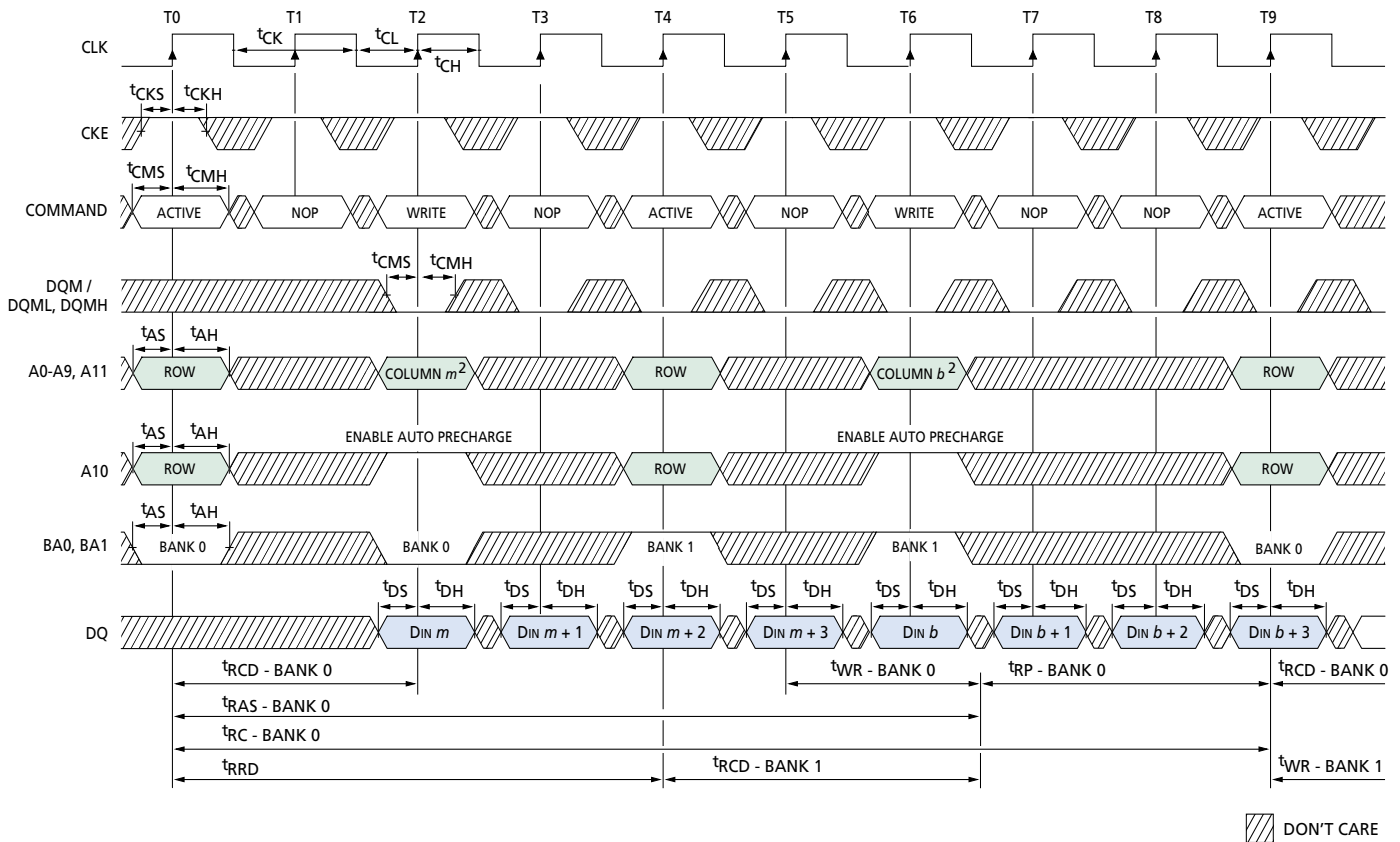 T0 T1 T2 T3 T4 T5 T6 T7 T8 T9
CLK
tCK tCL
tCH
tCKS tCKH
CKE
tCMS tCMH
COMMAND ACTIVE NOP WRITE NOP ACTIVE NOP WRITE NOP NOP ACTIVE
tCMS tCMH
DQM /
DQML, DQMH
tAS tAH
A0-A9, A11 ROW COLUMN m2 ROW COLUMN b2 ROW
tAS tAH
ENABLE AUTO PRECHARGE ENABLE AUTO PRECHARGE
A10 ROW ROW ROW
tAS tAH
BA0, BA1 BANK 0 BANK 0 BANK 1 BANK 1 BANK 0
tDS tDH tDS tDH tDS tDH tDS tDH tDS tDH tDS tDH tDS tDH tDS tDH
DQ DIN m DIN m + 1 DIN m + 2 DIN m + 3 DIN b DIN b + 1 DIN b + 2 DIN b + 3
tRCD - BANK 0 tWR - BANK 0 tRP - BANK 0 tRCD - BANK 0
tRAS - BANK 0
tRC - BANK 0
tRRD tRCD - BANK 1 tWR - BANK 1
DON'T CARE